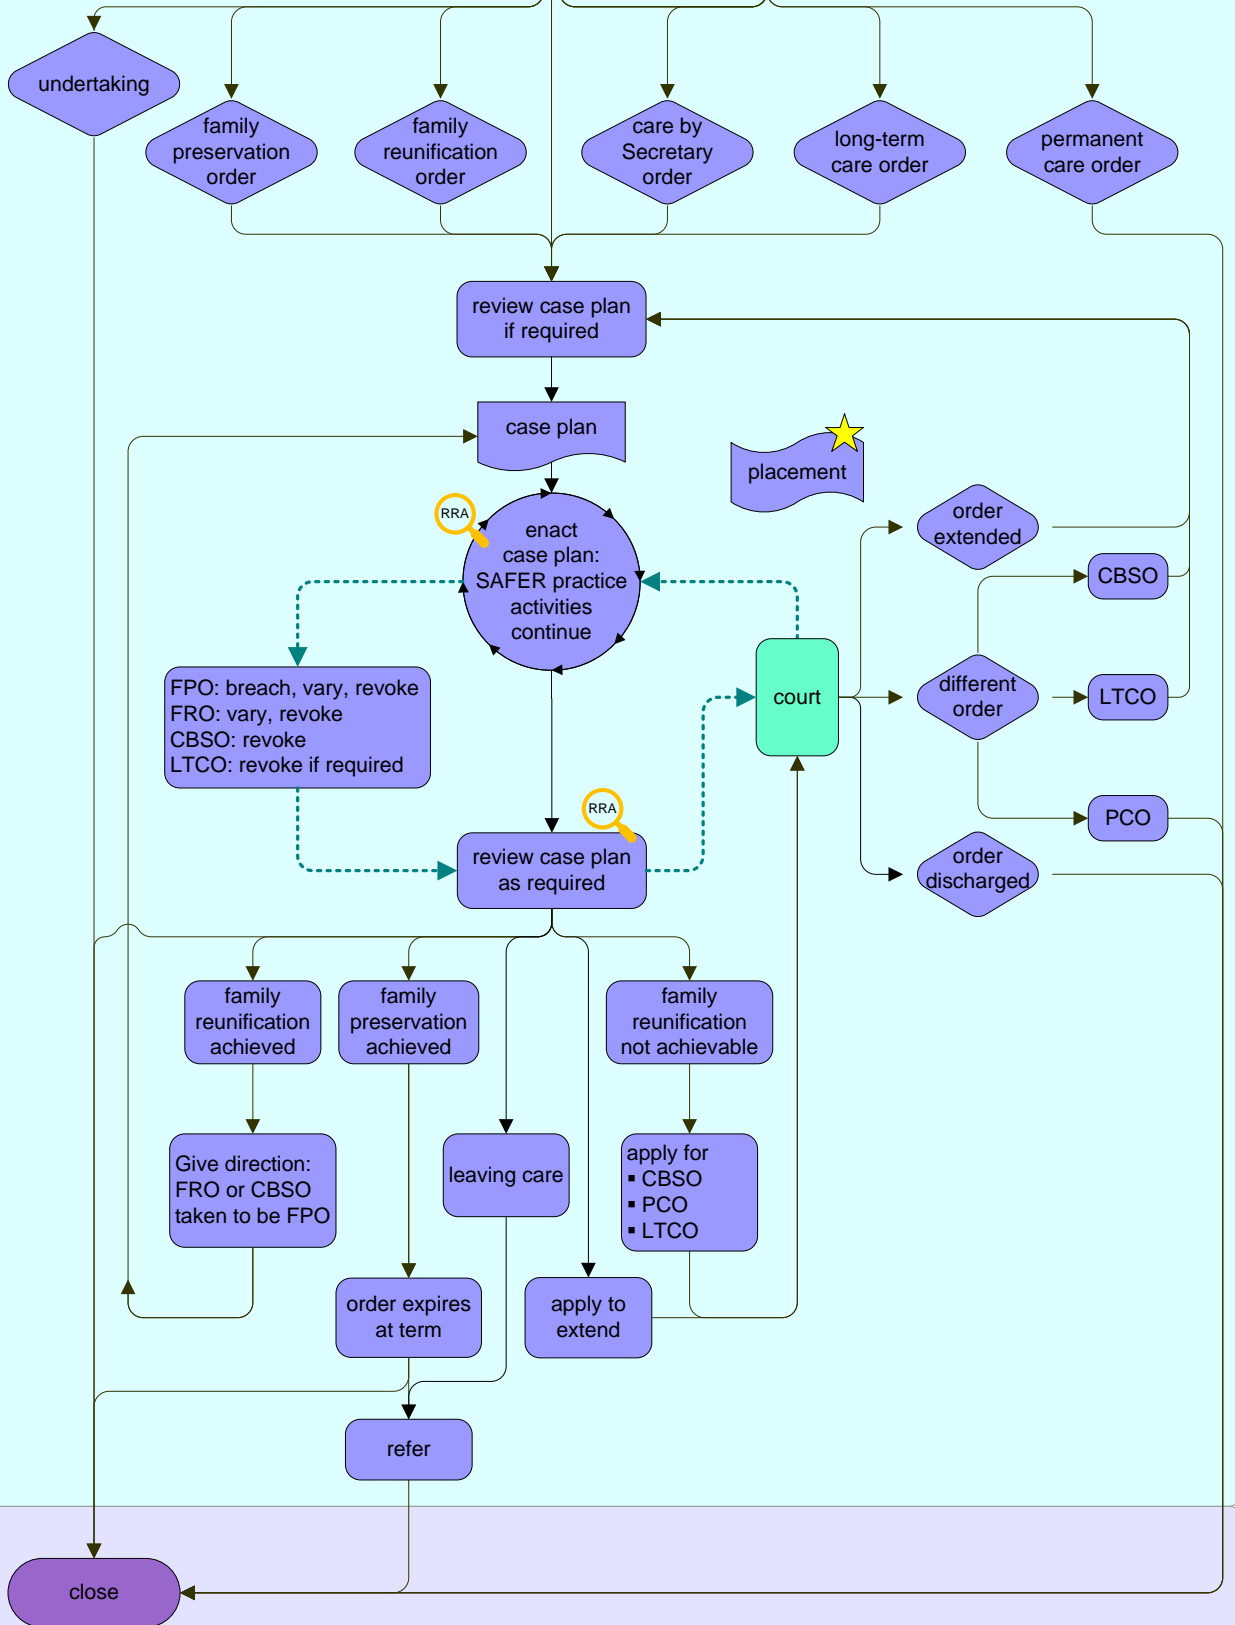 undertaking
family
preservation
order
family
reunification
order
care by
Secretary
order
long-term
care order
permanent
care order
review case plan
if required
case plan
placement
RRA
enact
case plan:
SAFER practice
activities
continue
order
extended
CBSO
FPO: breach, vary, revoke
FRO: vary, revoke
CBSO: revoke
LTCO: revoke if required
court
different
order
LTCO
RRA
PCO
review case plan
as required
order
discharged
family
reunification
achieved
family
preservation
achieved
family
reunification
not achievable
Give direction:
FRO or CBSO
taken to be FPO
leaving care
apply for
▪ CBSO
▪ PCO
▪ LTCO
order expires
at term
apply to
extend
refer
close